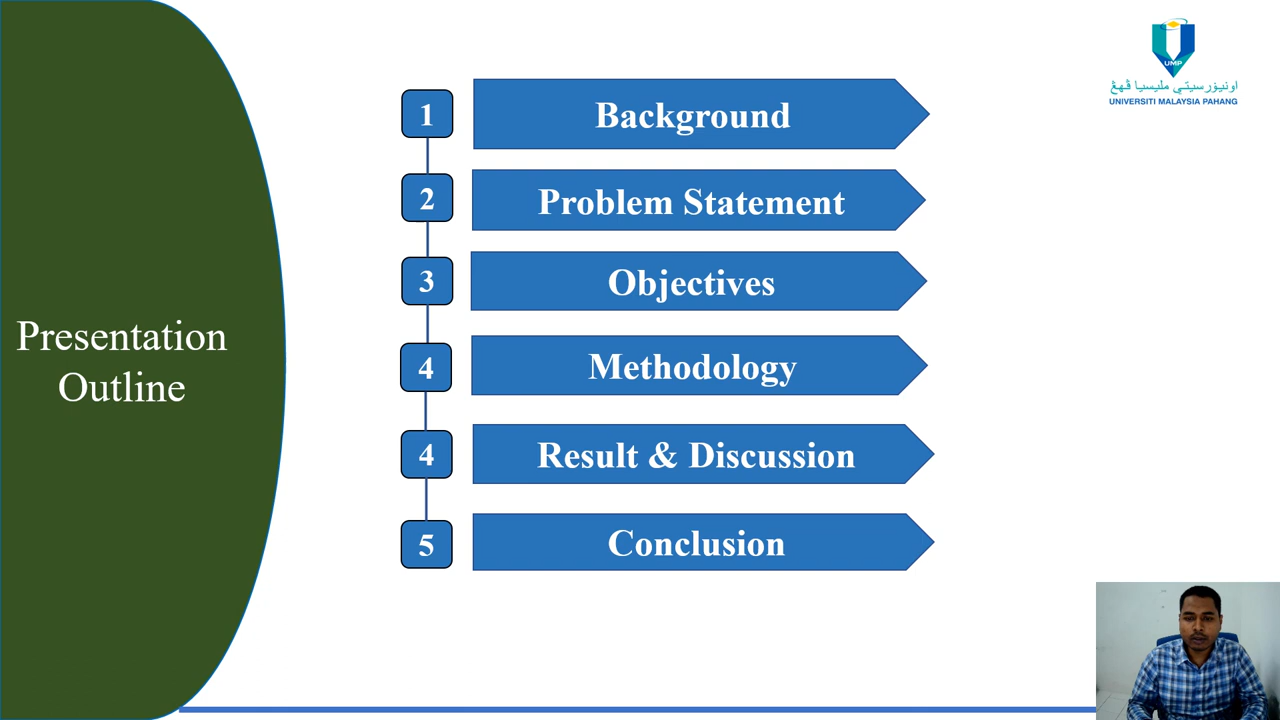 Presentation
Outline
1
Background
2
Problem Statement
3
Objectives
4
Methodology
4
Result & Discussion
5
Conclusion
UMP
اونيۏرسيتي مليسيا ڤهڠ
UNIVERSITI MALAYSIA PAHANG